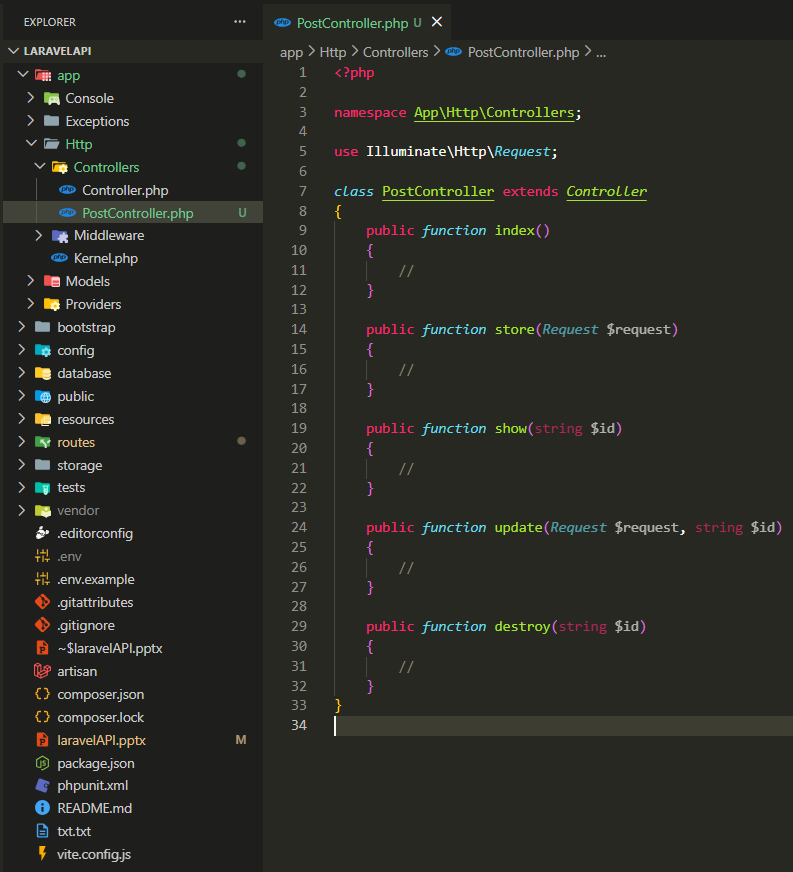 EXPLORER ...
LARAVELAPI
app
Console
Exceptions
Http
Controllers
Controller.php
PostController.php U
Middleware
Kernel.php
Models
Providers
bootstrap
config
database
public
resources
routes
storage
tests
vendor
.editorconfig
.env
.env.example
.gitattributes
.gitignore
~$laravelAPI.pptx
artisan
composer.json
composer.lock
laravelAPI.pptx M
package.json
phpunit.xml
README.md
txt.txt
vite.config.js
php PostController.php U ×
app > Http > Controllers > php PostController.php > ...
1 <?php
2
3 namespace App\Http\Controllers;
4
5 use Illuminate\Http\Request;
6
7 class PostController extends Controller
8 {
9     public function index()
10     {
11         //
12     }
13
14     public function store(Request $request)
15     {
16         //
17     }
18
19     public function show(string $id)
20     {
21         //
22     }
23
24     public function update(Request $request, string $id)
25     {
26         //
27     }
28
29     public function destroy(string $id)
30     {
31         //
32     }
33 }
34